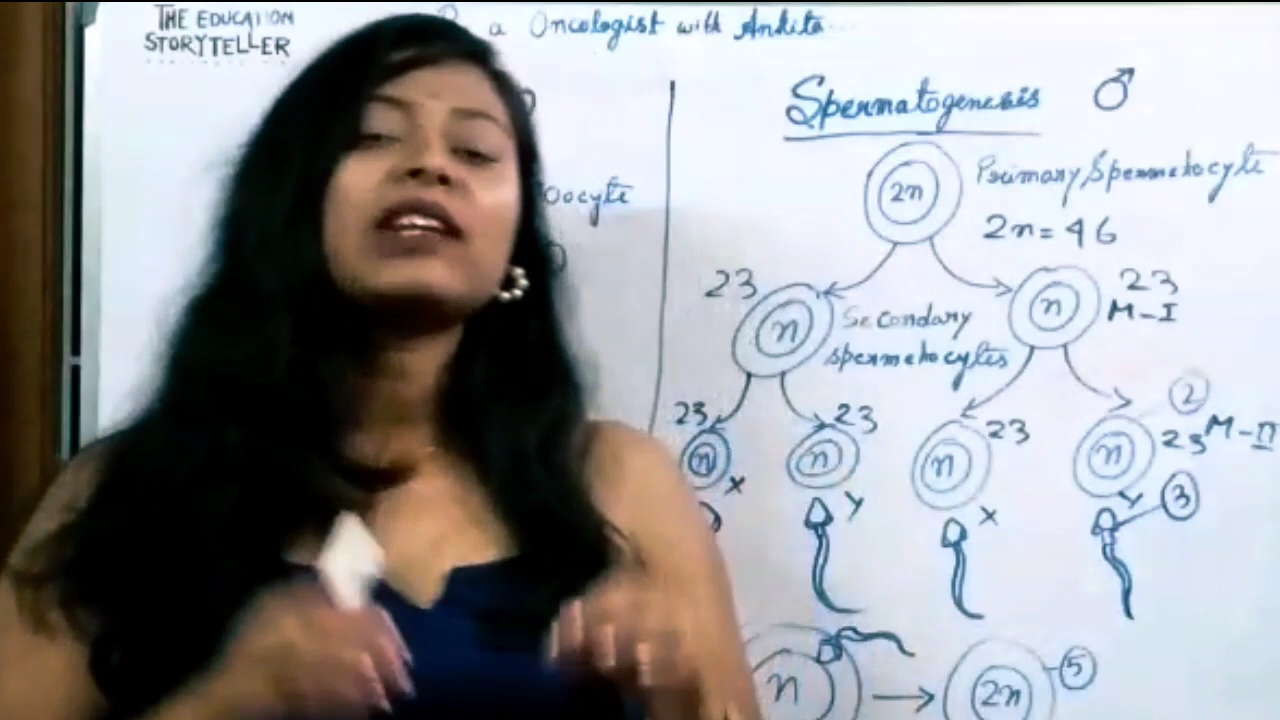 THE EDUCATION
STORYTELLER
a Oncologist with Ankita
Spermatogenesis ♂
2n
Primary Spermatocyte
2n = 46
Oocyte
23
n
Secondary
spermatocytes
n
23
M-I
23
n
X
23
n
Y
23
n
X
2
23
M-II
n
Y
3
n
2n
5